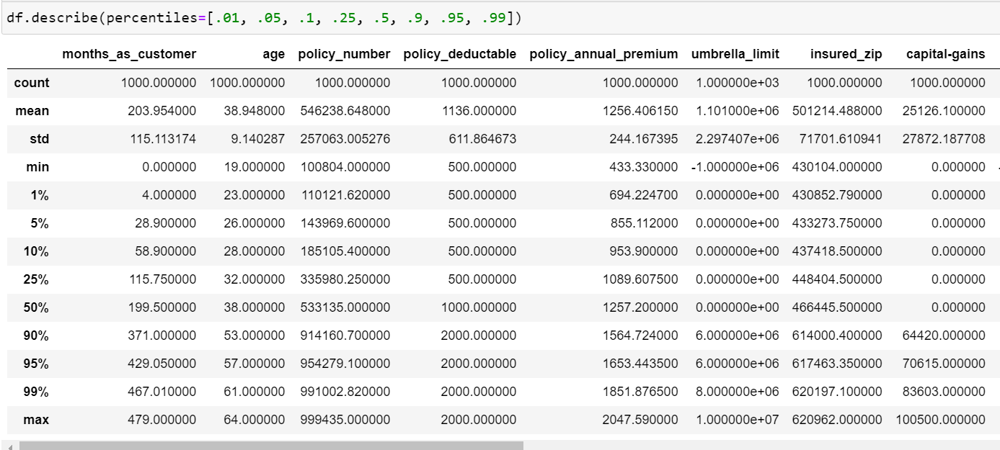 df.describe(percentiles=[.01, .05, .1, .25, .5, .9, .95, .99])
months_as_customer age policy_number policy_deductable policy_annual_premium umbrella_limit insured_zip capital-gains
count 1000.000000 1000.000000 1000.000000 1000.000000 1000.000000 1.000000e+03 1000.000000 1000.000000
mean 203.954000 38.948000 546238.648000 1136.000000 1256.406150 1.101000e+06 501214.488000 25126.100000
std 115.113174 9.140287 257063.005276 611.864673 244.167395 2.297407e+06 71701.610941 27872.187708
min 0.000000 19.000000 100804.000000 500.000000 433.330000 -1.000000e+06 430104.000000 0.000000 -
1% 4.000000 23.000000 110121.620000 500.000000 694.224700 0.000000e+00 430852.790000 0.000000
5% 28.900000 26.000000 143969.600000 500.000000 855.112000 0.000000e+00 433273.750000 0.000000
10% 58.900000 28.000000 185105.400000 500.000000 953.900000 0.000000e+00 437418.500000 0.000000
25% 115.750000 32.000000 335980.250000 500.000000 1089.607500 0.000000e+00 448404.500000 0.000000
50% 199.500000 38.000000 533135.000000 1000.000000 1257.200000 0.000000e+00 466445.500000 0.000000
90% 371.000000 53.000000 914160.700000 2000.000000 1564.724000 6.000000e+06 614000.400000 64420.000000
95% 429.050000 57.000000 954279.100000 2000.000000 1653.443500 6.000000e+06 617463.350000 70615.000000
99% 467.010000 61.000000 991002.820000 2000.000000 1851.876500 8.000000e+06 620197.100000 83603.000000
max 479.000000 64.000000 999435.000000 2000.000000 2047.590000 1.000000e+07 620962.000000 100500.000000